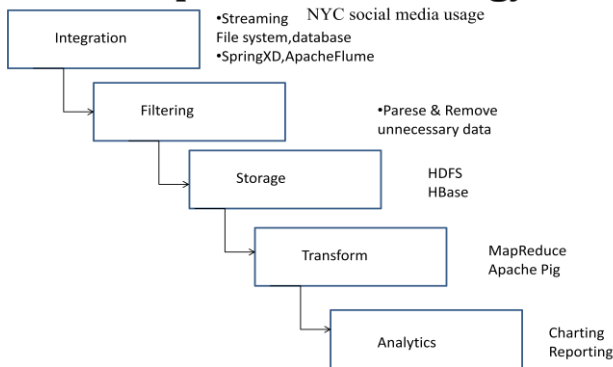 •Streaming NYC social media usage
Integration
File system,database
•SpringXD,ApacheFlume
Filtering
•Parese & Remove
unnecessary data
Storage
HDFS
HBase
Transform
MapReduce
Apache Pig
Analytics
Charting
Reporting